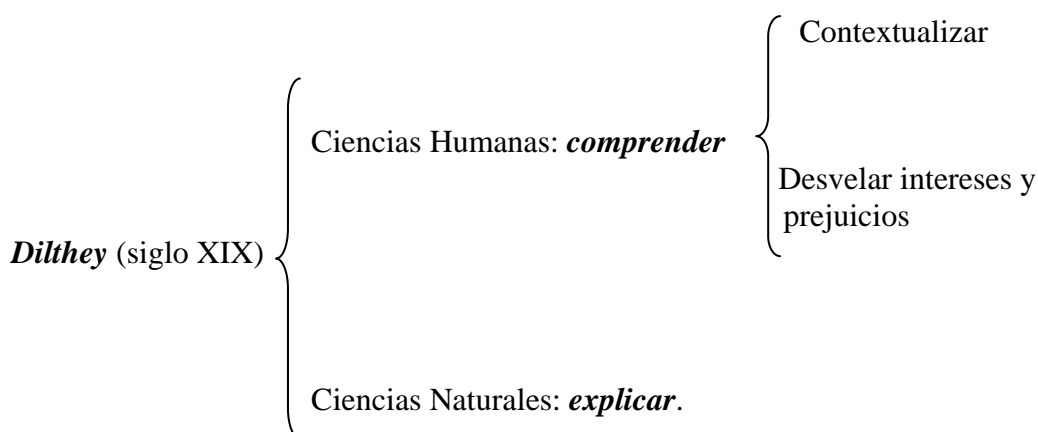 Contextualizar
Ciencias Humanas: comprender
Desvelar intereses y
prejuicios
Dilthey (siglo XIX)
Ciencias Naturales: explicar.